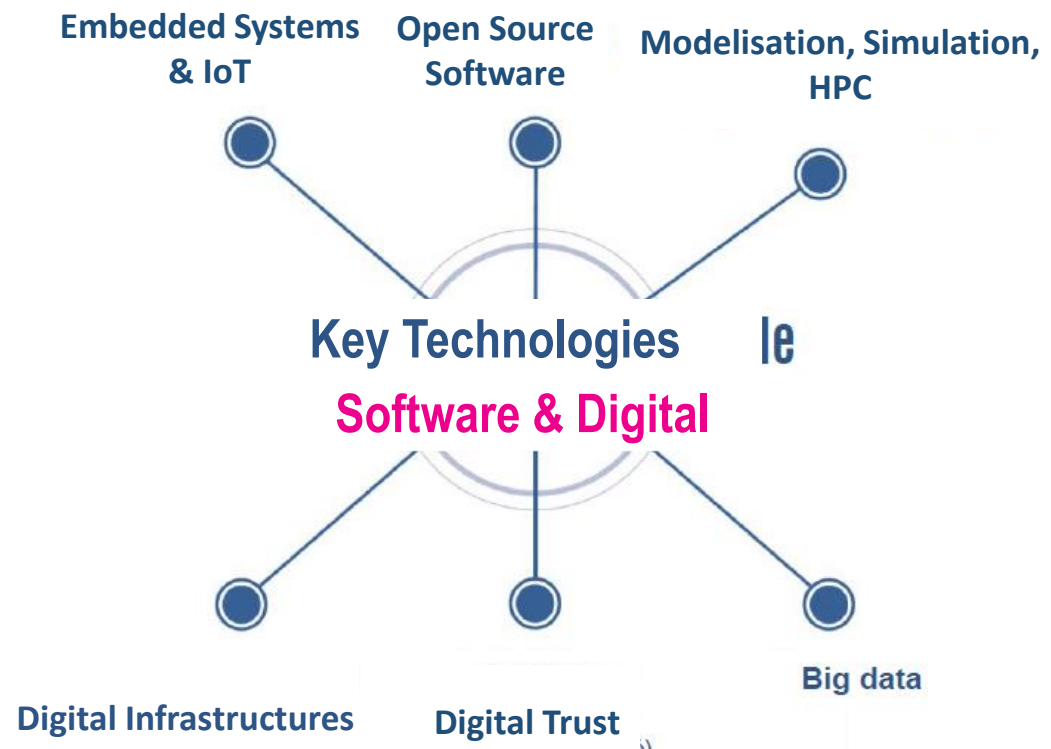 Embedded Systems
& IoT
Open Source
Software
Modelisation, Simulation,
HPC
Key Technologies
le
Software & Digital
Big data
Digital Infrastructures
Digital Trust